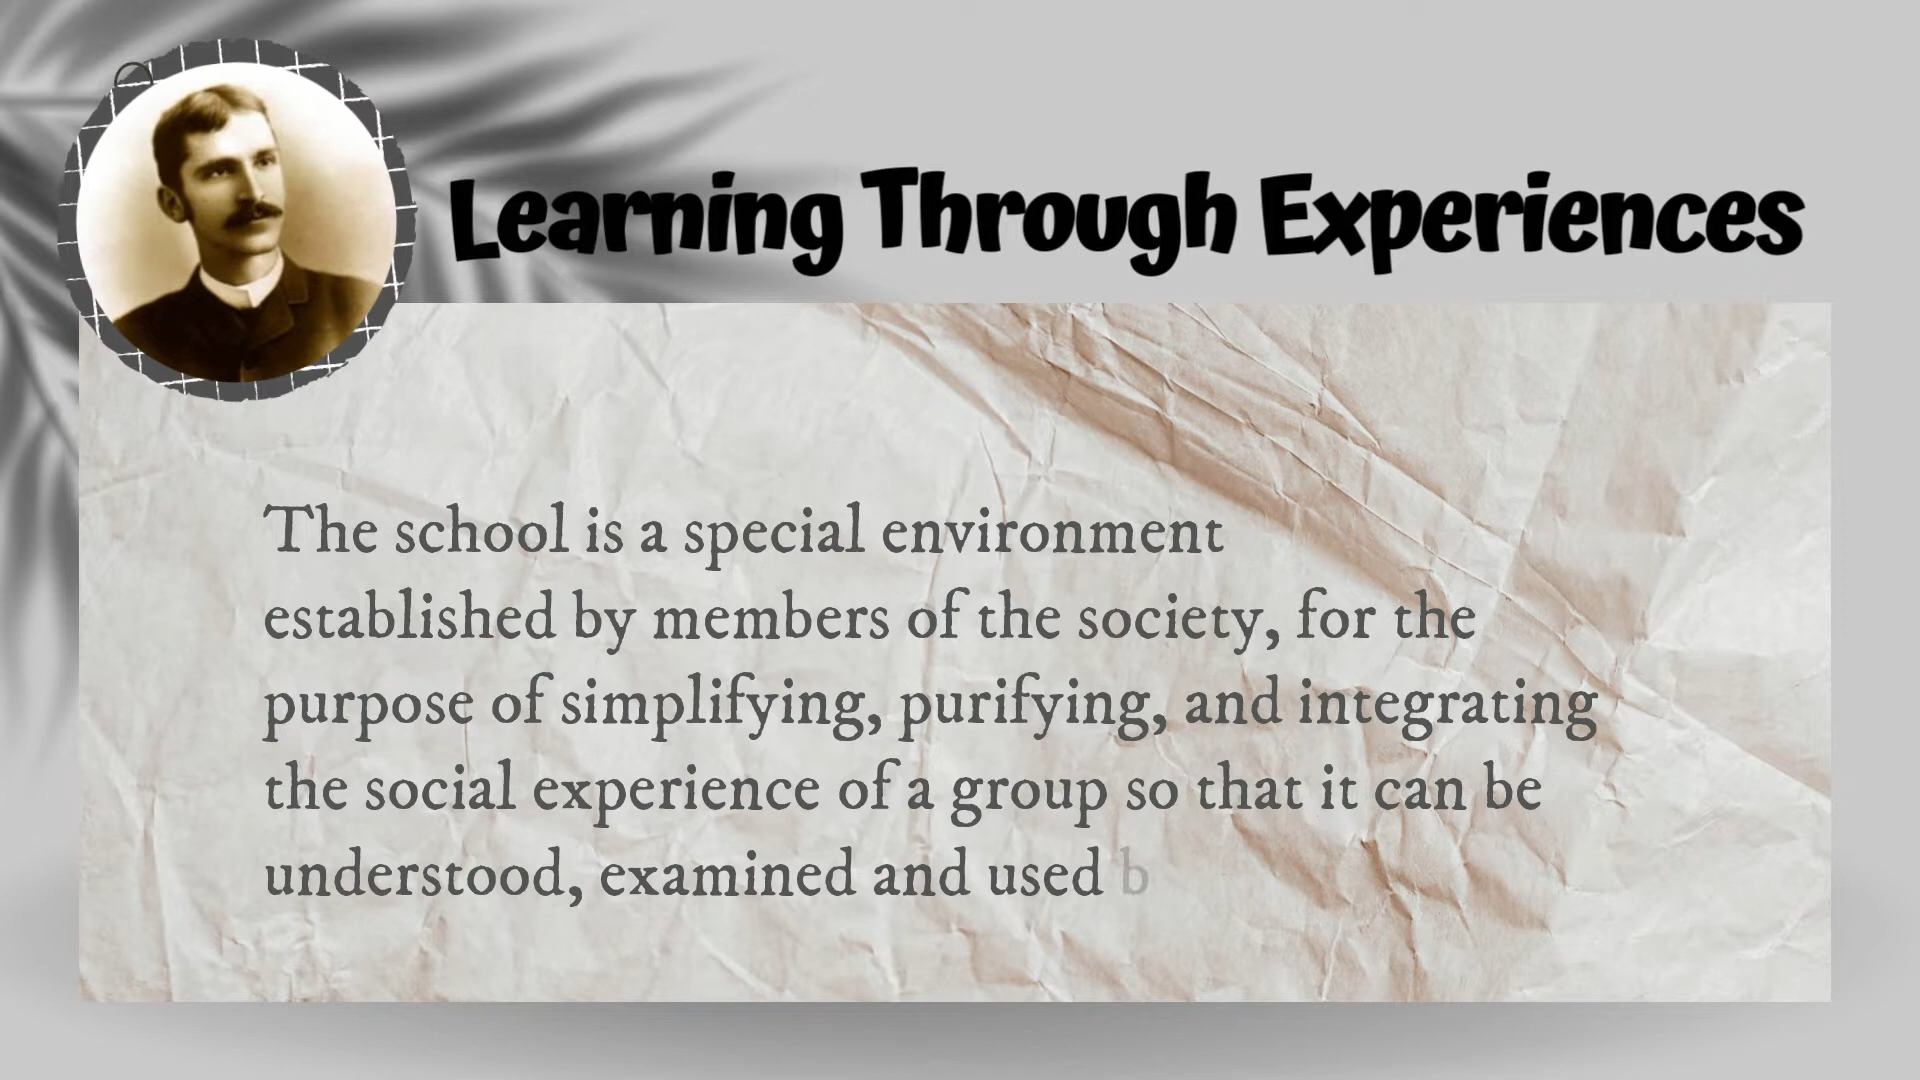 Learning Through Experiences
The school is a special environment
established by members of the society, for the
purpose of simplifying, purifying, and integrating
the social experience of a group so that it can be
understood, examined and used b